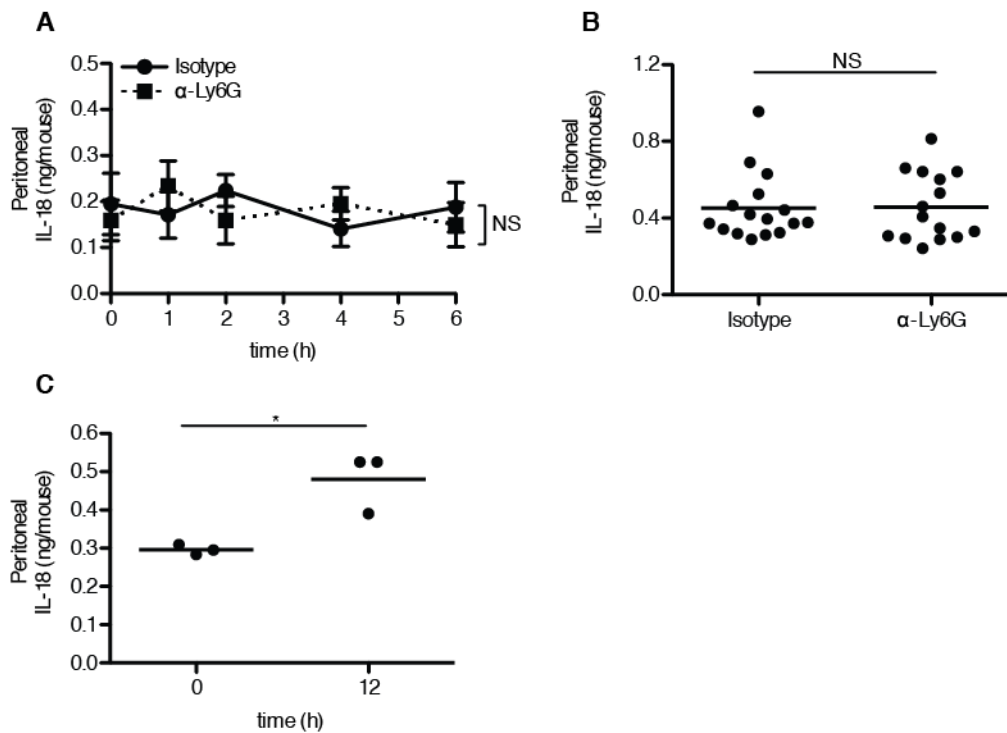 A
Peritoneal
IL-18 (ng/mouse)
0.5
0.4
0.3
0.2
0.1
0.0
Isotype
α-Ly6G
NS
0 1 2 3 4 5 6
time (h)
B
Peritoneal
IL-18 (ng/mouse)
1.2
0.8
0.4
0.0
NS
Isotype α-Ly6G
C
Peritoneal
IL-18 (ng/mouse)
0.6
0.5
0.4
0.3
0.2
0.1
0.0
*
0 12
time (h)